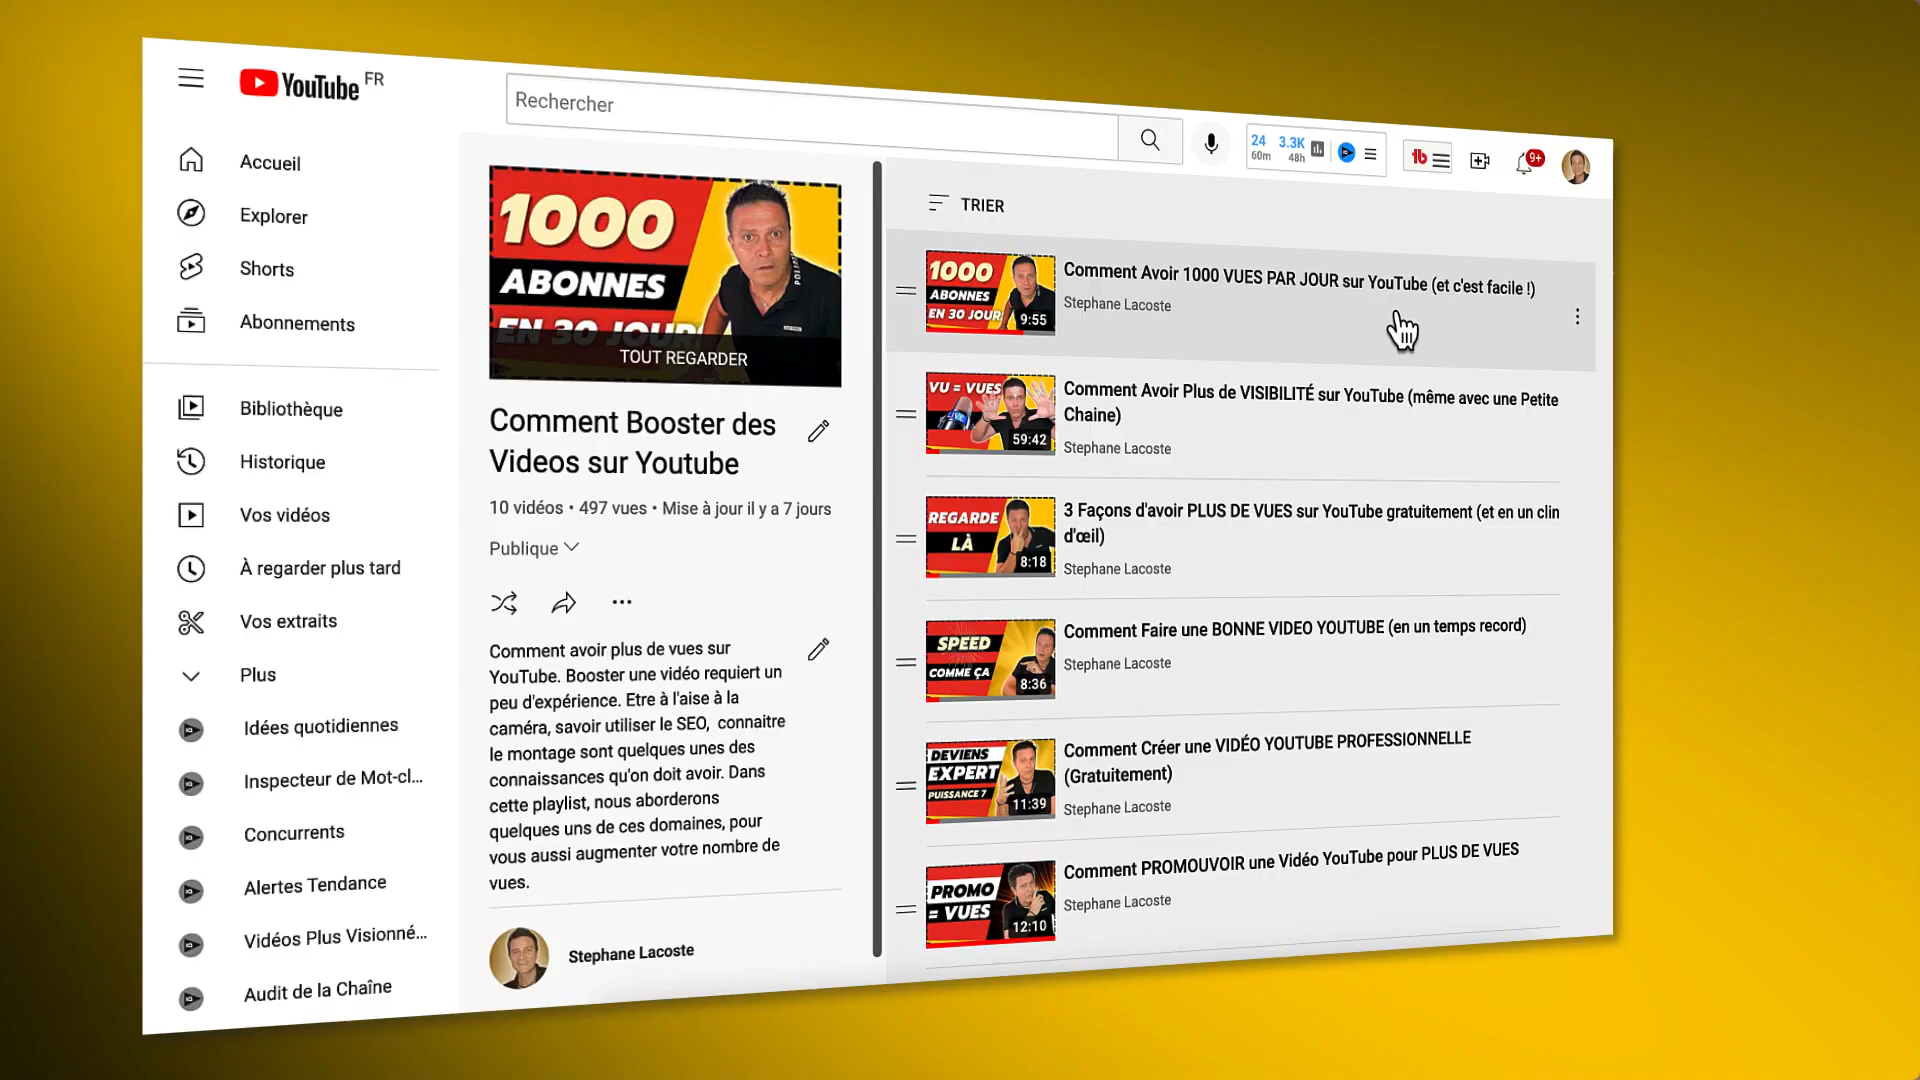 YouTube FR
Rechercher
24
60m
3.3K
48h
9+
Accueil
Explorer
Shorts
Abonnements
Bibliothèque
Historique
Vos vidéos
À regarder plus tard
Vos extraits
Plus
Idées quotidiennes
Inspecteur de Mot-cl...
Concurrents
Alertes Tendance
Vidéos Plus Visionné...
Audit de la Chaîne
1000
ABONNES
EN 30 JOURS
TOUT REGARDER
Comment Booster des
Videos sur Youtube
10 vidéos • 497 vues • Mise à jour il y a 7 jours
Publique
Comment avoir plus de vues sur
YouTube. Booster une vidéo requiert un
peu d'expérience. Etre à l'aise à la
caméra, savoir utiliser le SEO, connaitre
le montage sont quelques unes des
connaissances qu'on doit avoir. Dans
cette playlist, nous aborderons
quelques uns de ces domaines, pour
vous aussi augmenter votre nombre de
vues.
Stephane Lacoste
TRIER
1000
ABONNES
EN 30 JOURS
9:55
Comment Avoir 1000 VUES PAR JOUR sur YouTube (et c'est facile !)
Stephane Lacoste
VU = VUES
LIVE
59:42
Comment Avoir Plus de VISIBILITÉ sur YouTube (même avec une Petite
Chaine)
Stephane Lacoste
REGARDE
LÀ
8:18
3 Façons d'avoir PLUS DE VUES sur YouTube gratuitement (et en un clin
d'œil)
Stephane Lacoste
SPEED
COMME ÇA
8:36
Comment Faire une BONNE VIDEO YOUTUBE (en un temps record)
Stephane Lacoste
DEVIENS
EXPERT
PUISSANCE 7
11:39
Comment Créer une VIDÉO YOUTUBE PROFESSIONNELLE
(Gratuitement)
Stephane Lacoste
PROMO
= VUES
12:10
Comment PROMOUVOIR une Vidéo YouTube pour PLUS DE VUES
Stephane Lacoste